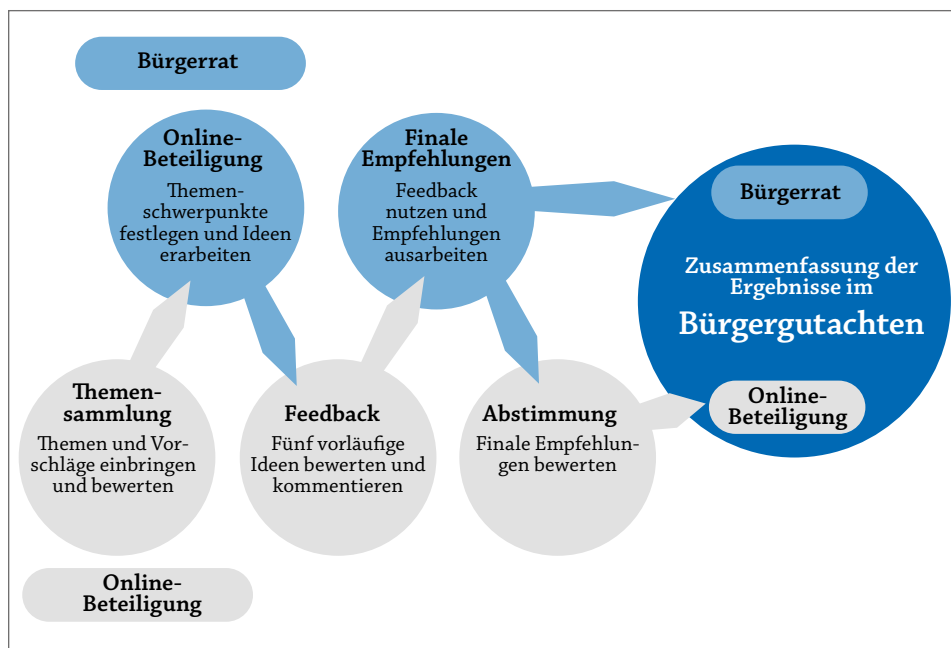 Bürgerrat
Online-
Beteiligung
Themen-
schwerpunkte
festlegen und Ideen
erarbeiten
Finale
Empfehlungen
Feedback
nutzen und
Empfehlungen
ausarbeiten
Bürgerrat
Zusammenfassung der
Ergebnisse im
Bürgergutachten
Online-
Beteiligung
Themen-
sammlung
Themen und Vor-
schläge einbringen
und bewerten
Feedback
Fünf vorläufige
Ideen bewerten und
kommentieren
Abstimmung
Finale Empfehlun-
gen bewerten
Online-
Beteiligung